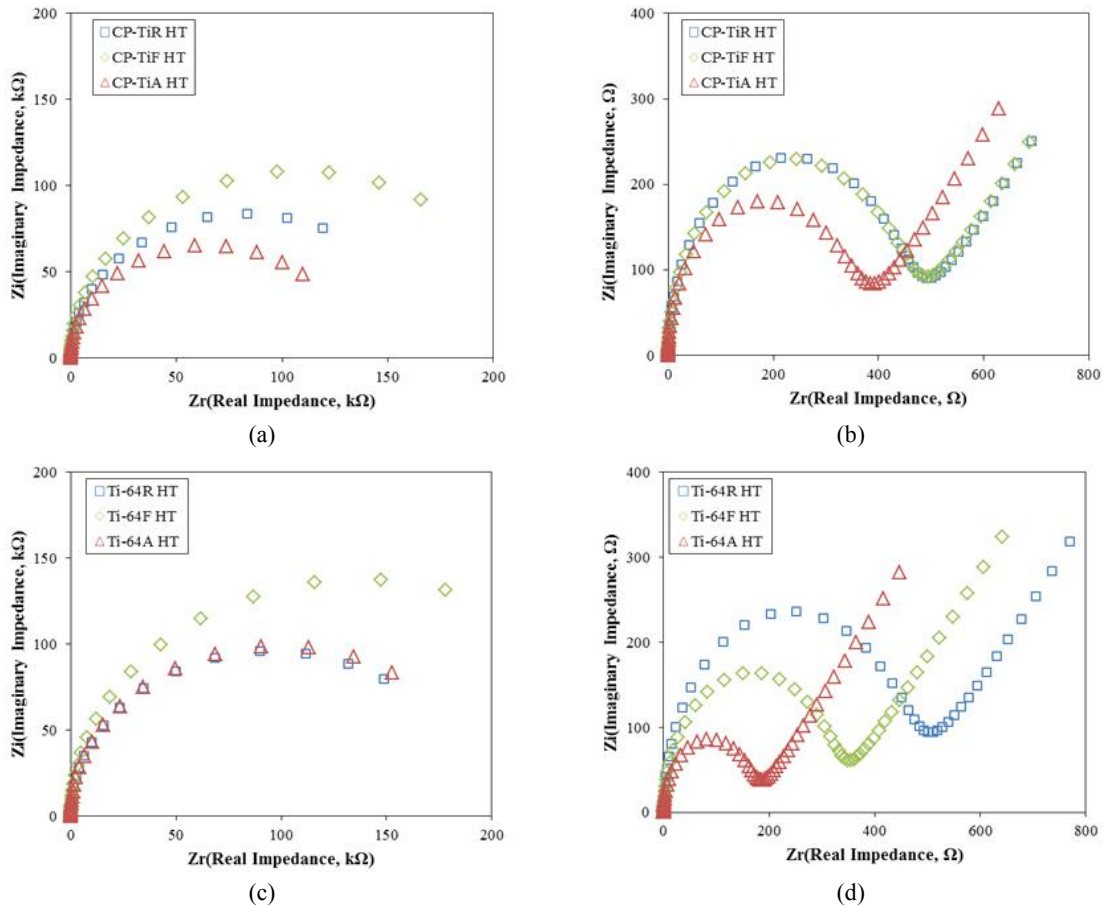 200
150
100
50
0
Zi(Imaginary Impedance, kΩ)
CP-TiR HT
CP-TiF HT
CP-TiA HT
0 50 100 150 200
Zr(Real Impedance, kΩ)
(a)
400
300
200
100
0
Zi(Imaginary Impedance, Ω)
CP-TiR HT
CP-TiF HT
CP-TiA HT
0 200 400 600 800
Zr(Real Impedance, Ω)
(b)
200
150
100
50
0
Zi(Imaginary Impedance, kΩ)
Ti-64R HT
Ti-64F HT
Ti-64A HT
0 50 100 150 200
Zr(Real Impedance, kΩ)
(c)
400
300
200
100
0
Zi(Imaginary Impedance, Ω)
Ti-64R HT
Ti-64F HT
Ti-64A HT
0 200 400 600 800
Zr(Real Impedance, Ω)
(d)